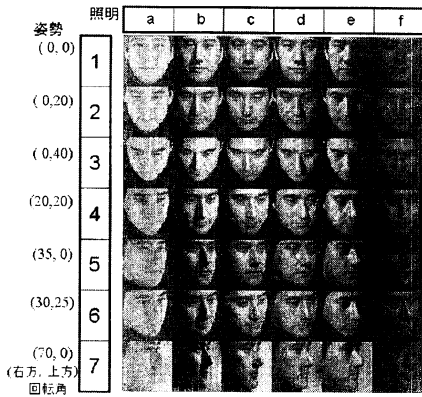 照明 a b c d e f
姿勢
(0, 0) 1
(0,20) 2
(0,40) 3
(20,20) 4
(35, 0) 5
(30,25) 6
(70, 0) 7
(右方, 上方)
回転角